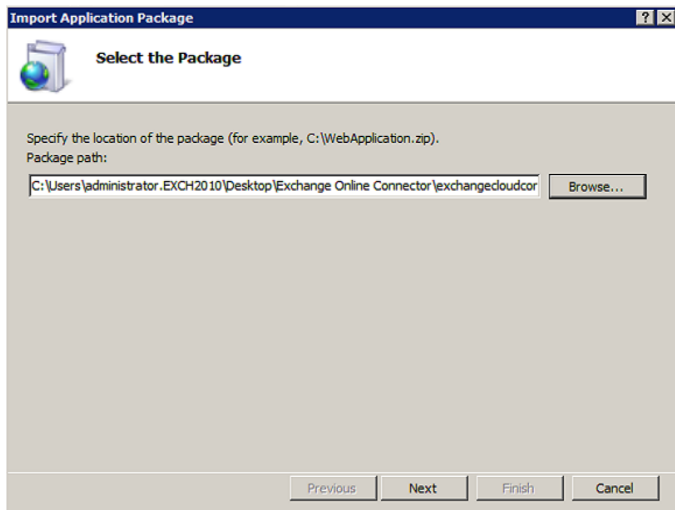 Import Application Package
Select the Package
Specify the location of the package (for example, C:\WebApplication.zip).
Package path:
C:\Users\administrator.EXCH2010\Desktop\Exchange Online Connector\exchangecloudcor Browse...
Previous Next Finish Cancel